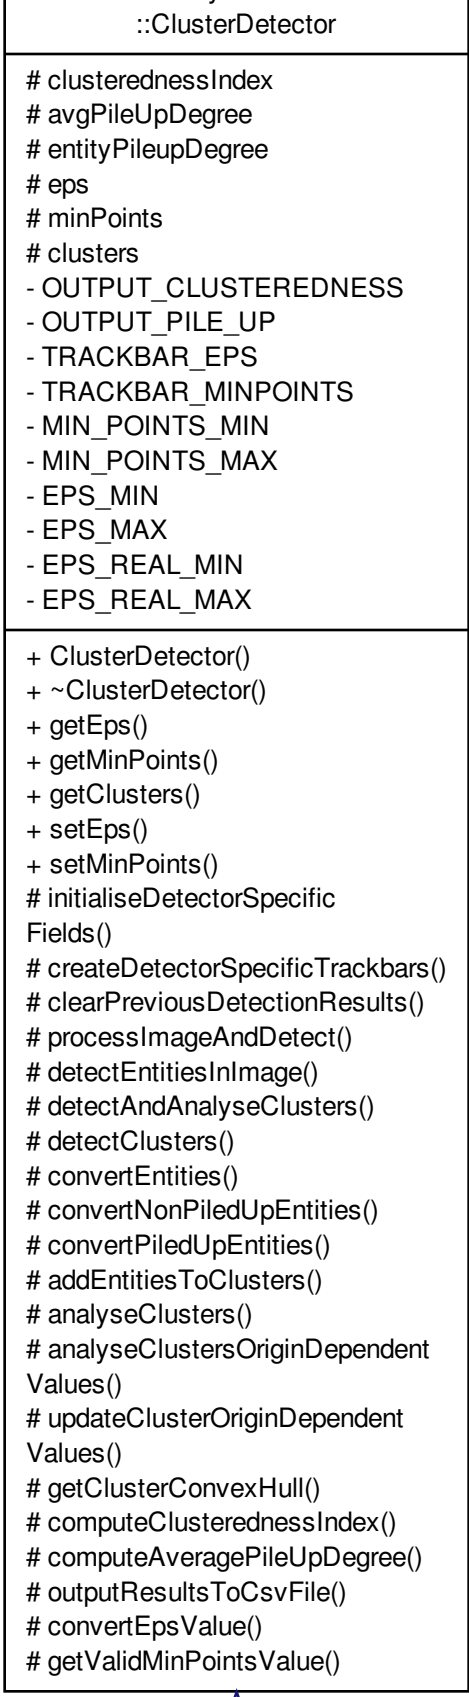 ::ClusterDetector
# clusterednessIndex
# avgPileUpDegree
# entityPileupDegree
# eps
# minPoints
# clusters
- OUTPUT_CLUSTEREDNESS
- OUTPUT_PILE_UP
- TRACKBAR_EPS
- TRACKBAR_MINPOINTS
- MIN_POINTS_MIN
- MIN_POINTS_MAX
- EPS_MIN
- EPS_MAX
- EPS_REAL_MIN
- EPS_REAL_MAX
+ ClusterDetector()
+ ~ClusterDetector()
+ getEps()
+ getMinPoints()
+ getClusters()
+ setEps()
+ setMinPoints()
# initialiseDetectorSpecific
Fields()
# createDetectorSpecificTrackbars()
# clearPreviousDetectionResults()
# processImageAndDetect()
# detectEntitiesInImage()
# detectAndAnalyseClusters()
# detectClusters()
# convertEntities()
# convertNonPiledUpEntities()
# convertPiledUpEntities()
# addEntitiesToClusters()
# analyseClusters()
# analyseClustersOriginDependent
Values()
# updateClusterOriginDependent
Values()
# getClusterConvexHull()
# computeClusterednessIndex()
# computeAveragePileUpDegree()
# outputResultsToCsvFile()
# convertEpsValue()
# getValidMinPointsValue()